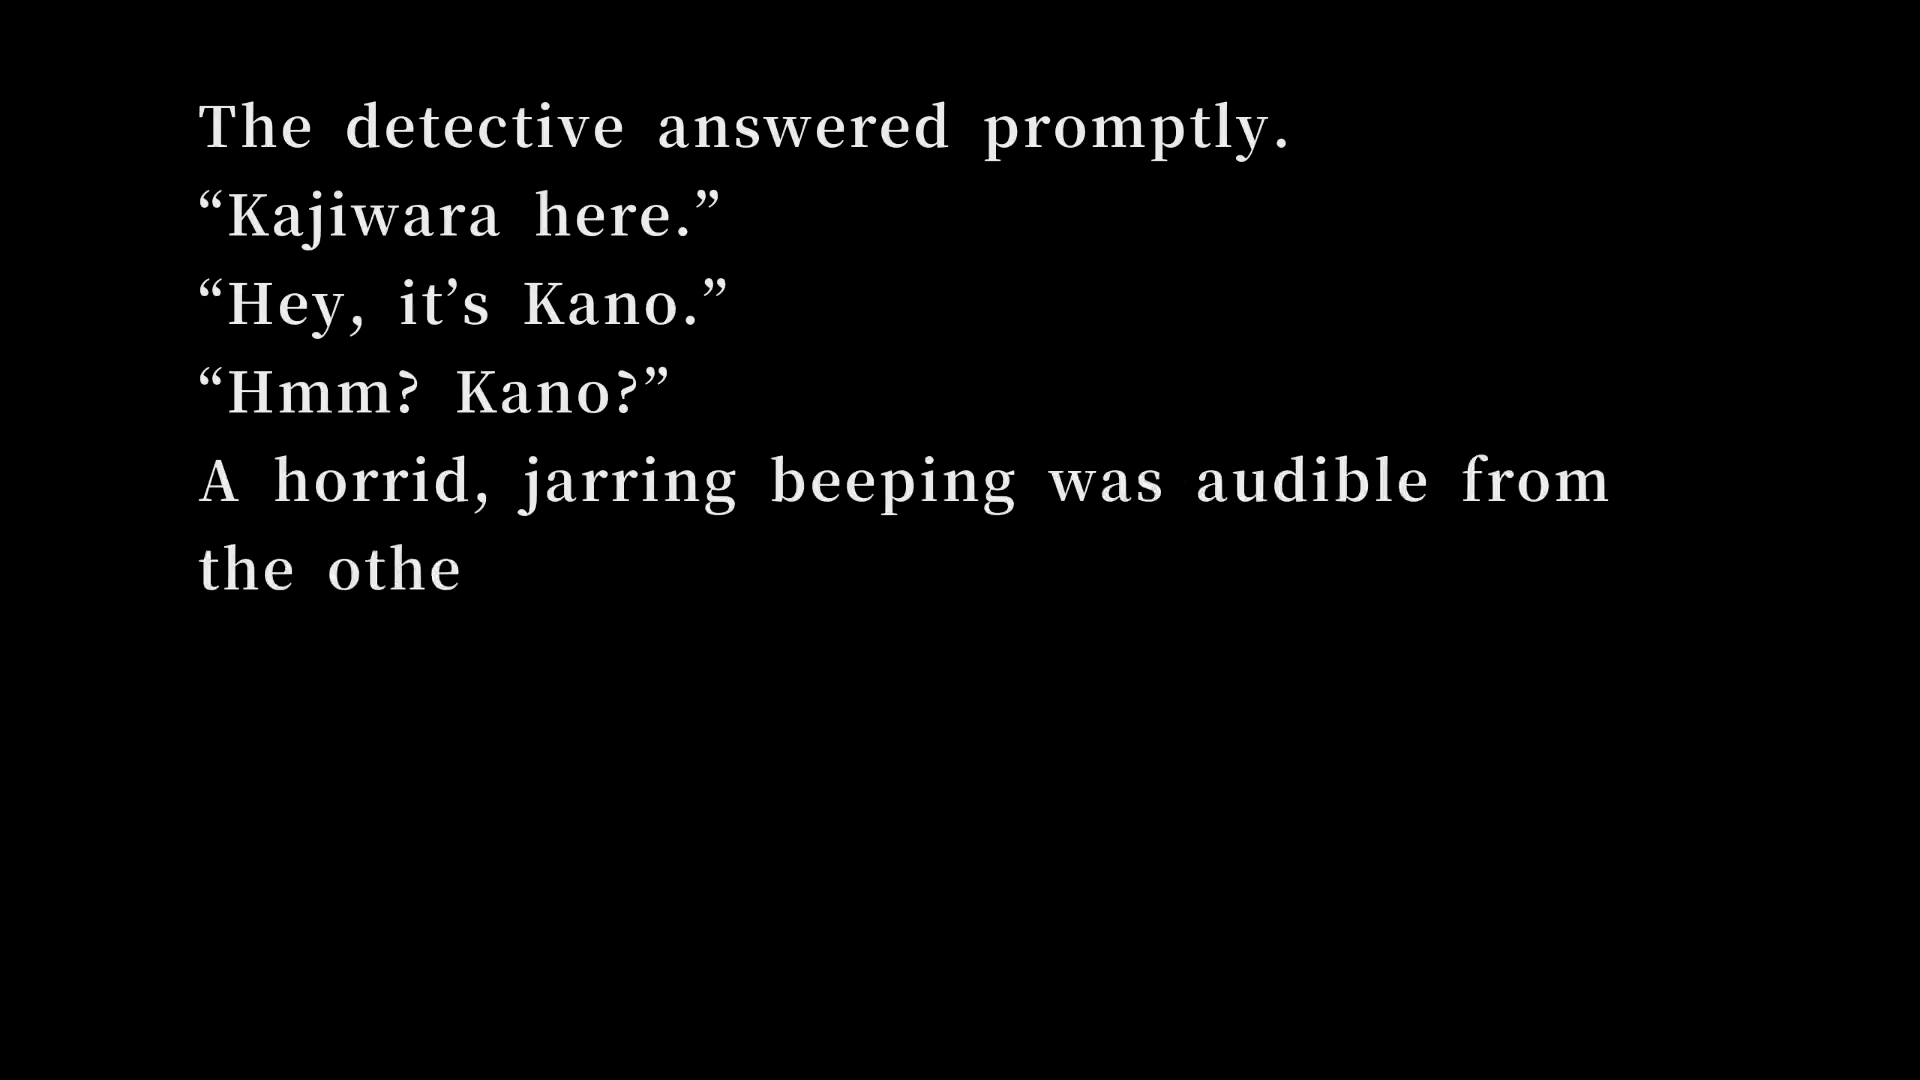 The detective answered promptly.
“Kajiwara here.”
“Hey, it’s Kano.”
“Hmm? Kano?”
A horrid, jarring beeping was audible from
the othe